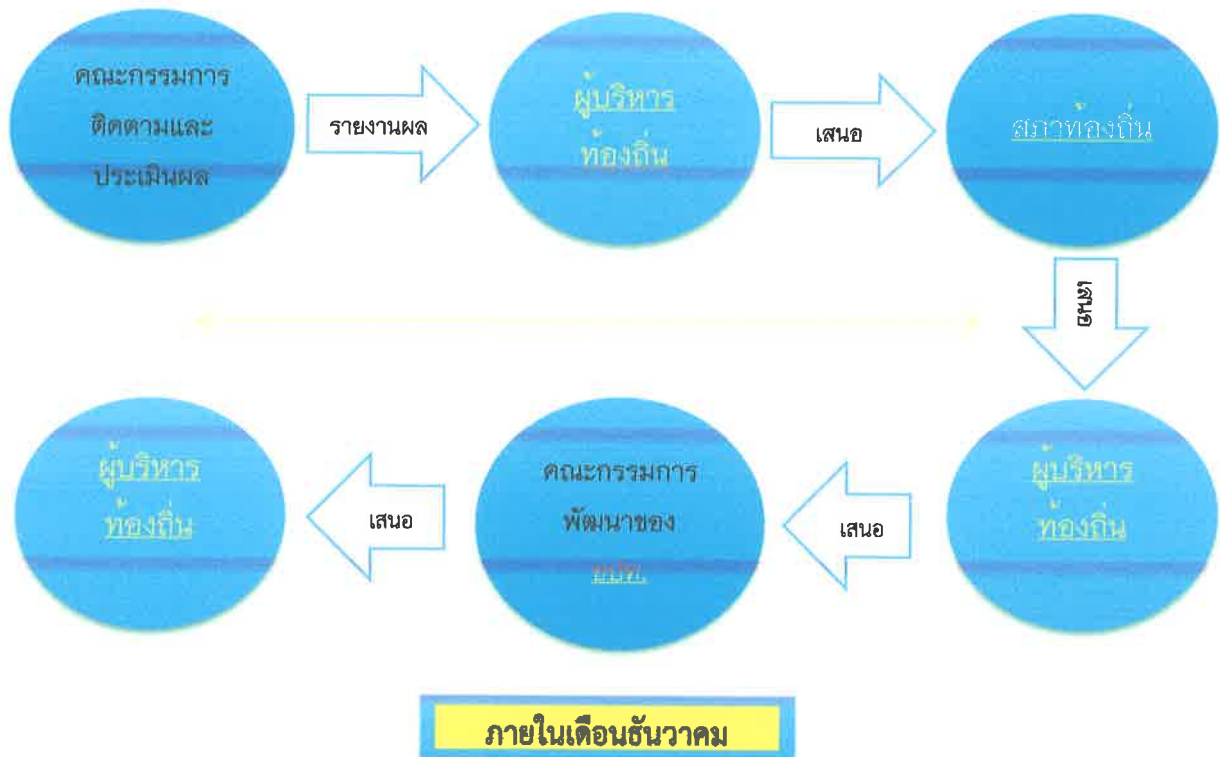 คณะกรรมการ
ติดตามและ
ประเมินผล
รายงานผล
ผู้บริหาร
ท้องถิ่น
เสนอ
สภาท้องถิ่น
เสนอ
ผู้บริหาร
ท้องถิ่น
เสนอ
คณะกรรมการ
พัฒนาของ
อปท.
เสนอ
ผู้บริหาร
ท้องถิ่น
ภายในเดือนธันวาคม